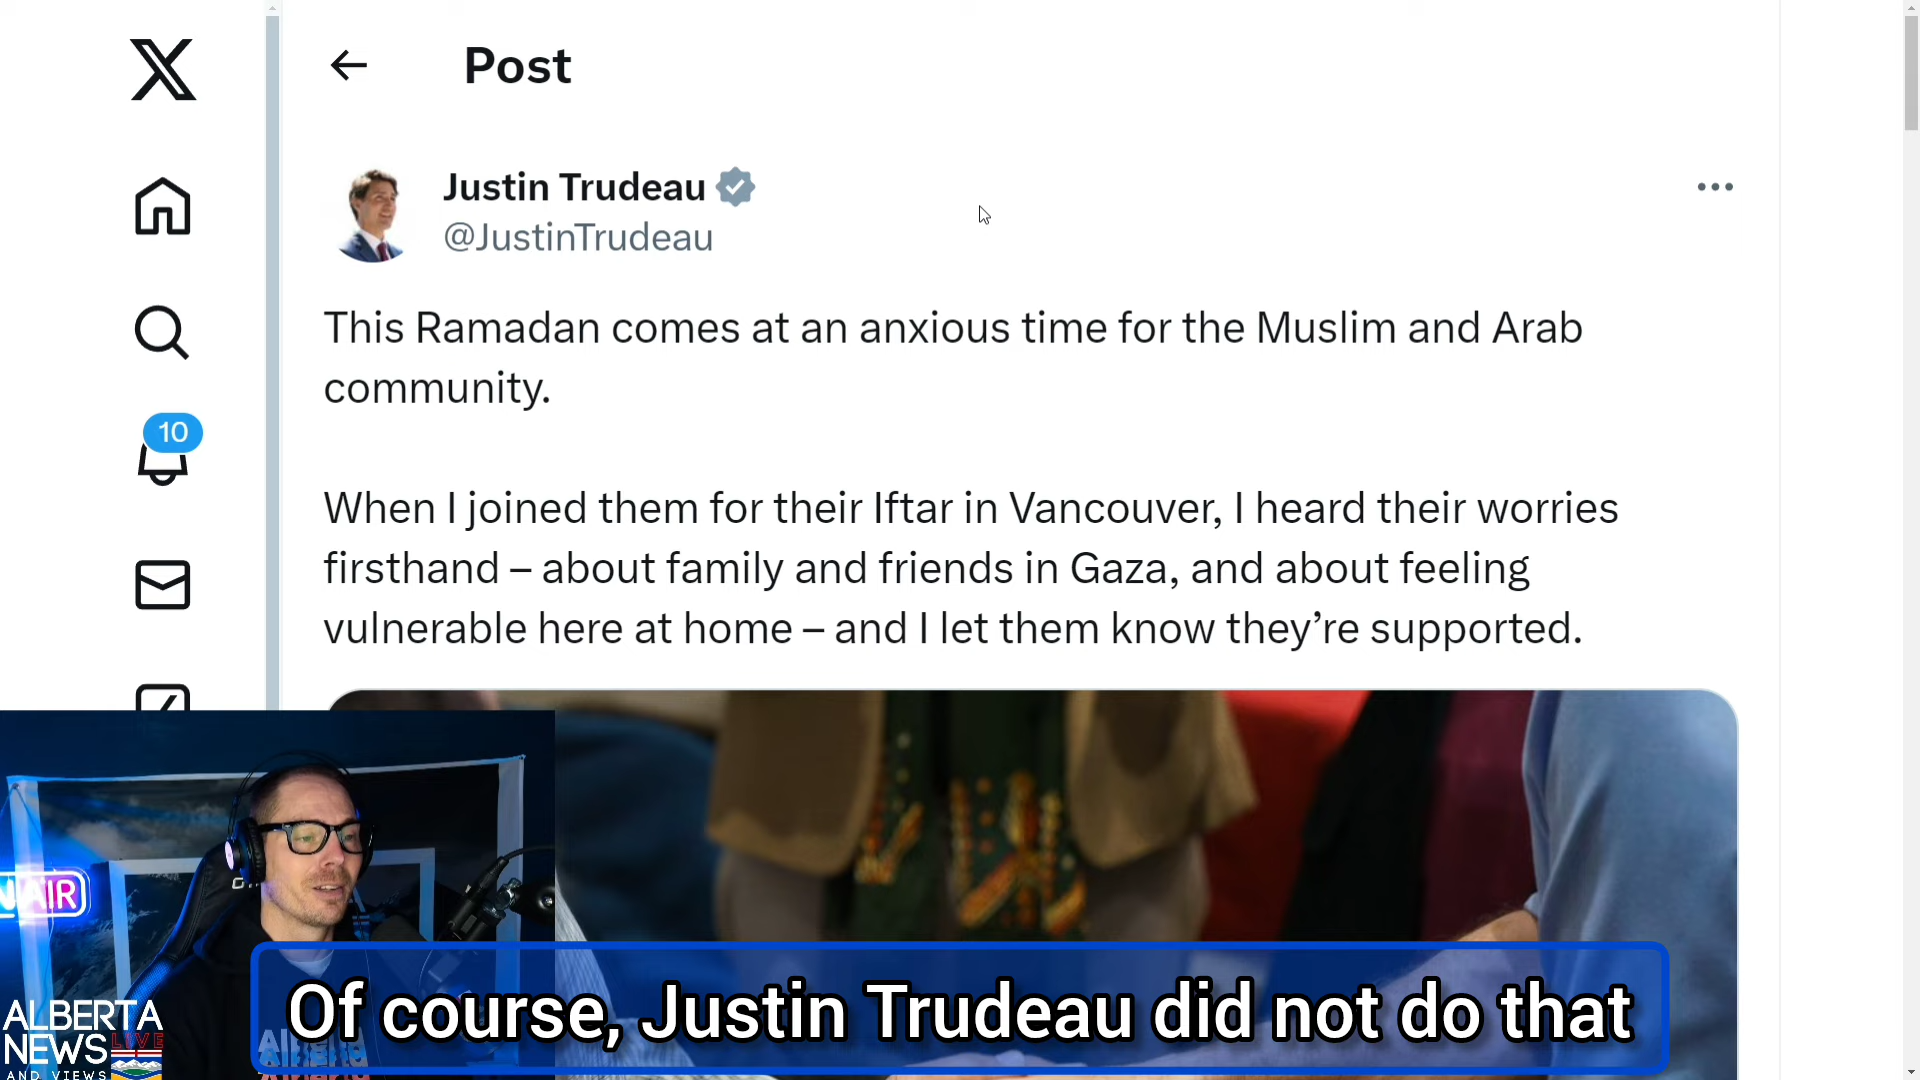 Post
Justin Trudeau
@JustinTrudeau
This Ramadan comes at an anxious time for the Muslim and Arab
community.
When I joined them for their Iftar in Vancouver, I heard their worries
firsthand – about family and friends in Gaza, and about feeling
vulnerable here at home – and I let them know they’re supported.
10
N AIR
Of course, Justin Trudeau did not do that
ALBERTA
NEWS LIVE
AND VIEWS
Alberta